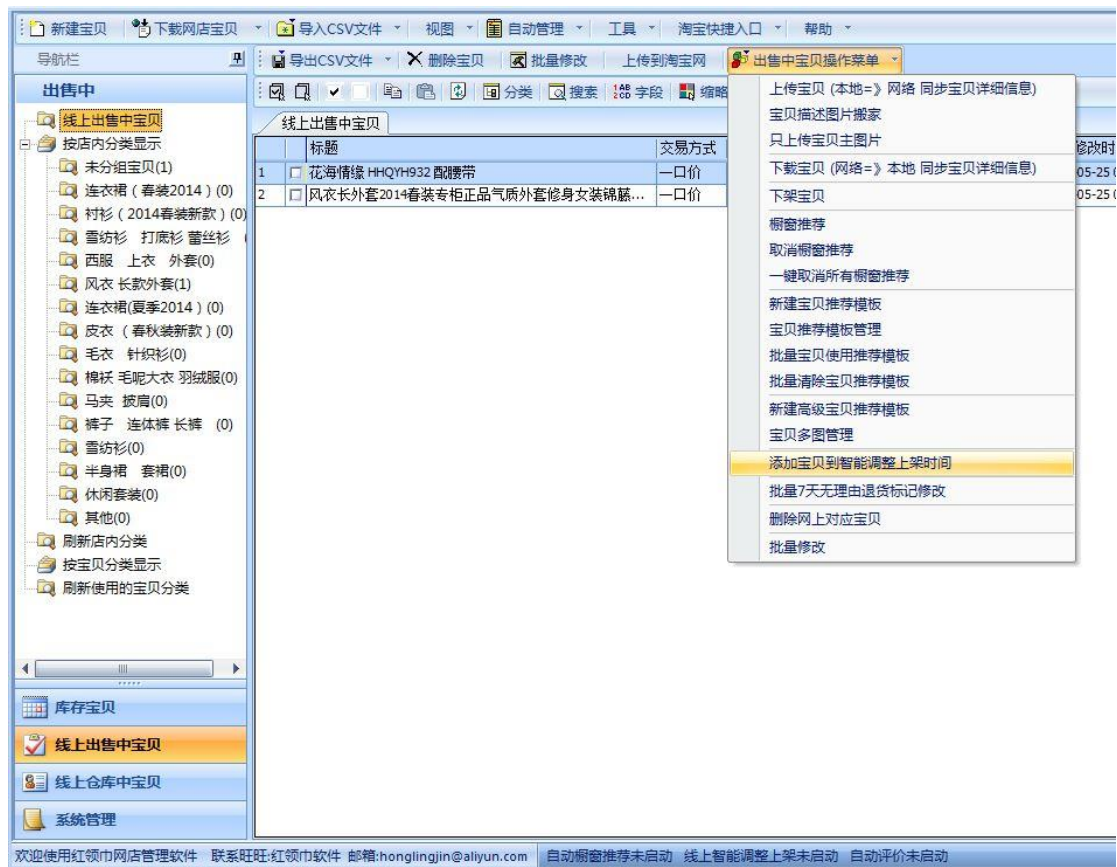 新建宝贝 下载网店宝贝 导入CSV文件 视图 自动管理 工具 淘宝快捷入口 帮助
导航栏
导出CSV文件 删除宝贝 批量修改 上传到淘宝网 出售中宝贝操作菜单
出售中
分类 搜索 字段 缩略
线上出售中宝贝
标题 交易方式
1 花海情缘 HHQYH932 配腰带 一口价 05-25
2 风衣长外套2014春装专柜正品气质外套修身女装锦藤... 一口价 05-25
线上出售中宝贝
按店内分类显示
未分组宝贝(1)
连衣裙（春装2014）(0)
衬衫（2014春装新款）(0)
雪纺衫 打底衫 蕾丝衫
西服 上衣 外套(0)
风衣 长款外套(1)
连衣裙(夏季2014）(0)
皮衣 （春秋装新款）(0)
毛衣 针织衫(0)
棉袄 毛呢大衣 羽绒服(0)
马夹 披肩(0)
裤子 连体裤 长裤 (0)
雪纺衫(0)
半身裙 套裙(0)
休闲套装(0)
其他(0)
刷新店内分类
按宝贝分类显示
刷新使用的宝贝分类
上传宝贝 (本地=》网络 同步宝贝详细信息)
宝贝描述图片搬家
只上传宝贝主图片
下载宝贝 (网络=》本地 同步宝贝详细信息)
下架宝贝
橱窗推荐
取消橱窗推荐
一键取消所有橱窗推荐
新建宝贝推荐模板
宝贝推荐模板管理
批量宝贝使用推荐模板
批量清除宝贝推荐模板
新建高级宝贝推荐模板
宝贝多图管理
添加宝贝到智能调整上架时间
批量7天无理由退货标记修改
删除网上对应宝贝
批量修改
库存宝贝
线上出售中宝贝
线上仓库中宝贝
系统管理
欢迎使用红领巾网店管理软件 联系旺旺:红领巾软件 邮箱:honglingjin@aliyun.com 自动橱窗推荐未启动 线上智能调整上架未启动 自动评价未启动